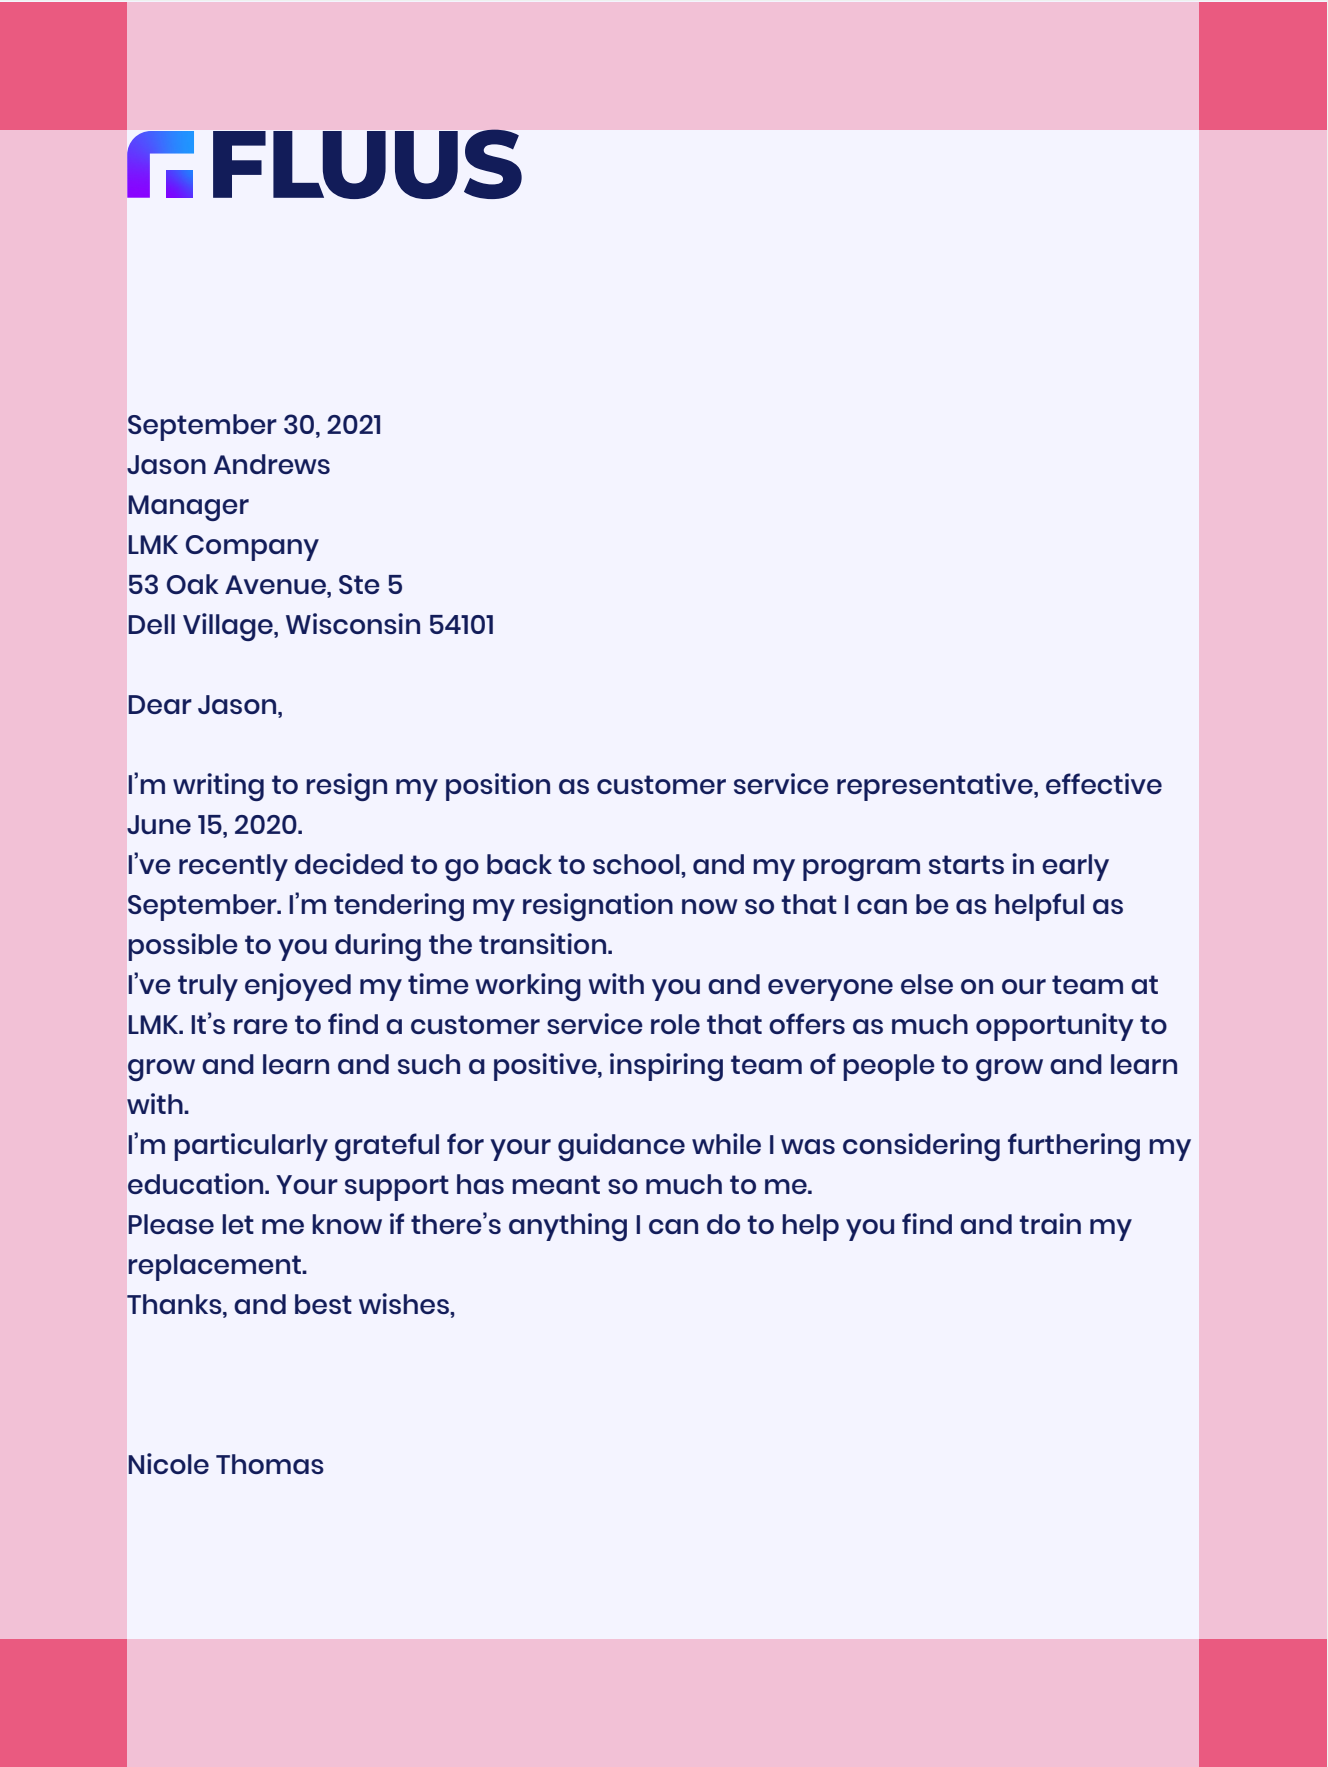 FLUUS
September 30, 2021
Jason Andrews
Manager
LMK Company
53 Oak Avenue, Ste 5
Dell Village, Wisconsin 54101
Dear Jason,
I’m writing to resign my position as customer service representative, effective
June 15, 2020.
I’ve recently decided to go back to school, and my program starts in early
September. I’m tendering my resignation now so that I can be as helpful as
possible to you during the transition.
I’ve truly enjoyed my time working with you and everyone else on our team at
LMK. It’s rare to find a customer service role that offers as much opportunity to
grow and learn and such a positive, inspiring team of people to grow and learn
with.
I’m particularly grateful for your guidance while I was considering furthering my
education. Your support has meant so much to me.
Please let me know if there’s anything I can do to help you find and train my
replacement.
Thanks, and best wishes,
Nicole Thomas